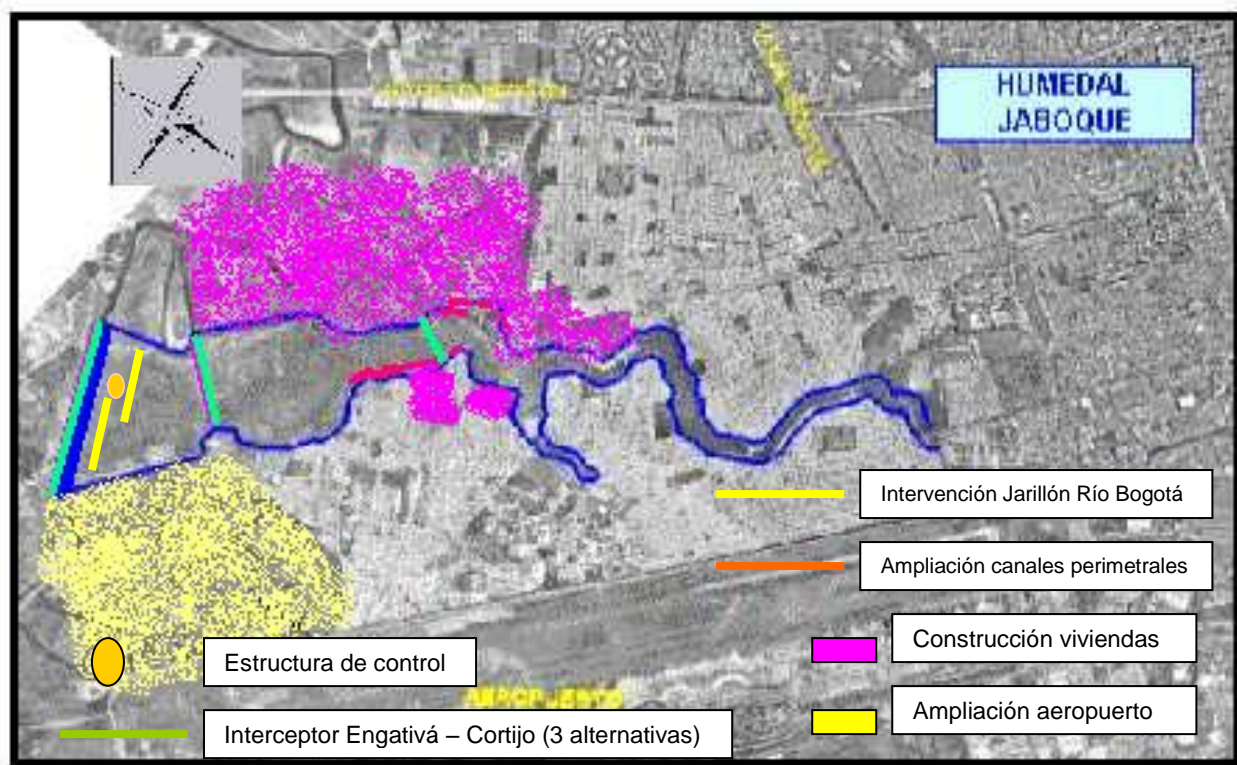 HUMEDAL
JABOQUE
Intervención Jarillón Río Bogotá
Ampliación canales perimetrales
Construcción viviendas
Estructura de control
AEROPUERTO
Ampliación aeropuerto
Interceptor Engativá – Cortijo (3 alternativas)